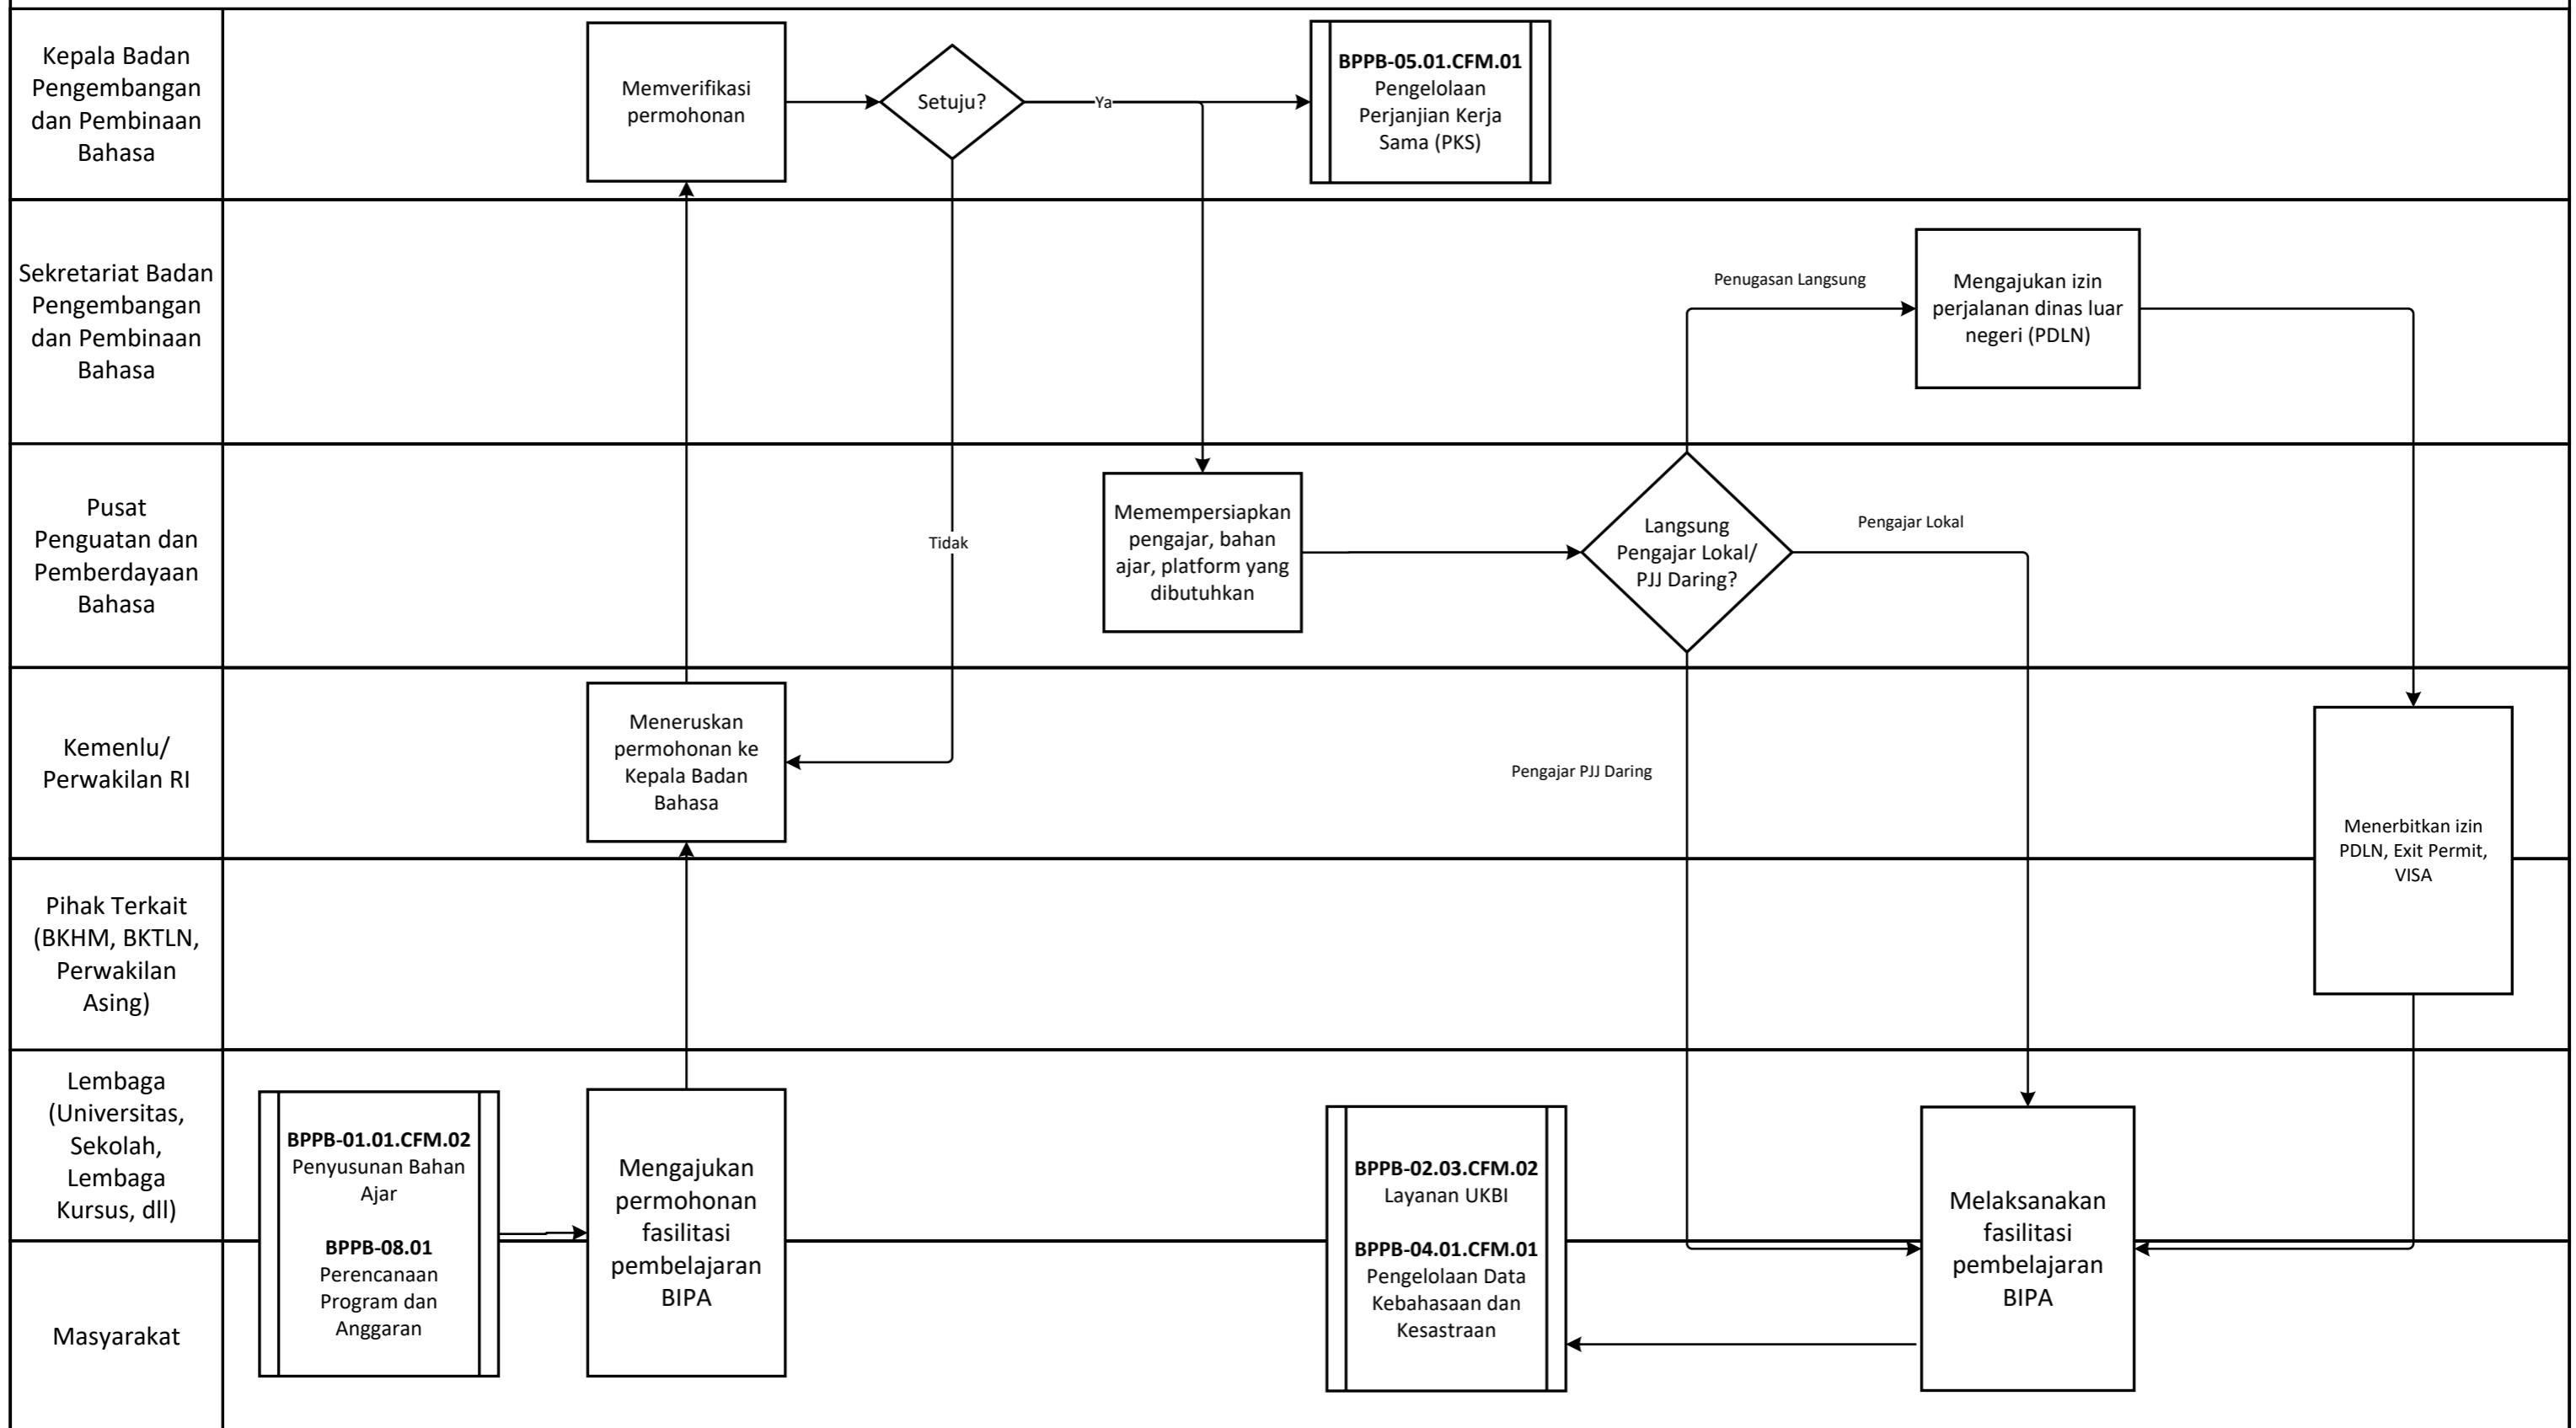 Kepala Badan
Pengembangan
dan Pembinaan
Bahasa
Memverifikasi
permohonan
Setuju?
Ya
BPPB-05.01.CFM.01
Pengelolaan
Perjanjian Kerja
Sama (PKS)
Sekretariat Badan
Pengembangan
dan Pembinaan
Bahasa
Penugasan Langsung
Mengajukan izin
perjalanan dinas luar
negeri (PDLN)
Pusat
Penguatan dan
Pemberdayaan
Bahasa
Tidak
Memempersiapkan
pengajar, bahan
ajar, platform yang
dibutuhkan
Langsung
Pengajar Lokal/
PJJ Daring?
Pengajar Lokal
Kemenlu/
Perwakilan RI
Meneruskan
permohonan ke
Kepala Badan
Bahasa
Pengajar PJJ Daring
Menerbitkan izin
PDLN, Exit Permit,
VISA
Pihak Terkait
(BKHM, BKTLN,
Perwakilan
Asing)
Lembaga
(Universitas,
Sekolah,
Lembaga
Kursus, dll)
Masyarakat
BPPB-01.01.CFM.02
Penyusunan Bahan
Ajar
BPPB-08.01
Perencanaan
Program dan
Anggaran
Mengajukan
permohonan
fasilitasi
pembelajaran
BIPA
BPPB-02.03.CFM.02
Layanan UKBI
BPPB-04.01.CFM.01
Pengelolaan Data
Kebahasaan dan
Kesastraan
Melaksanakan
fasilitasi
pembelajaran
BIPA